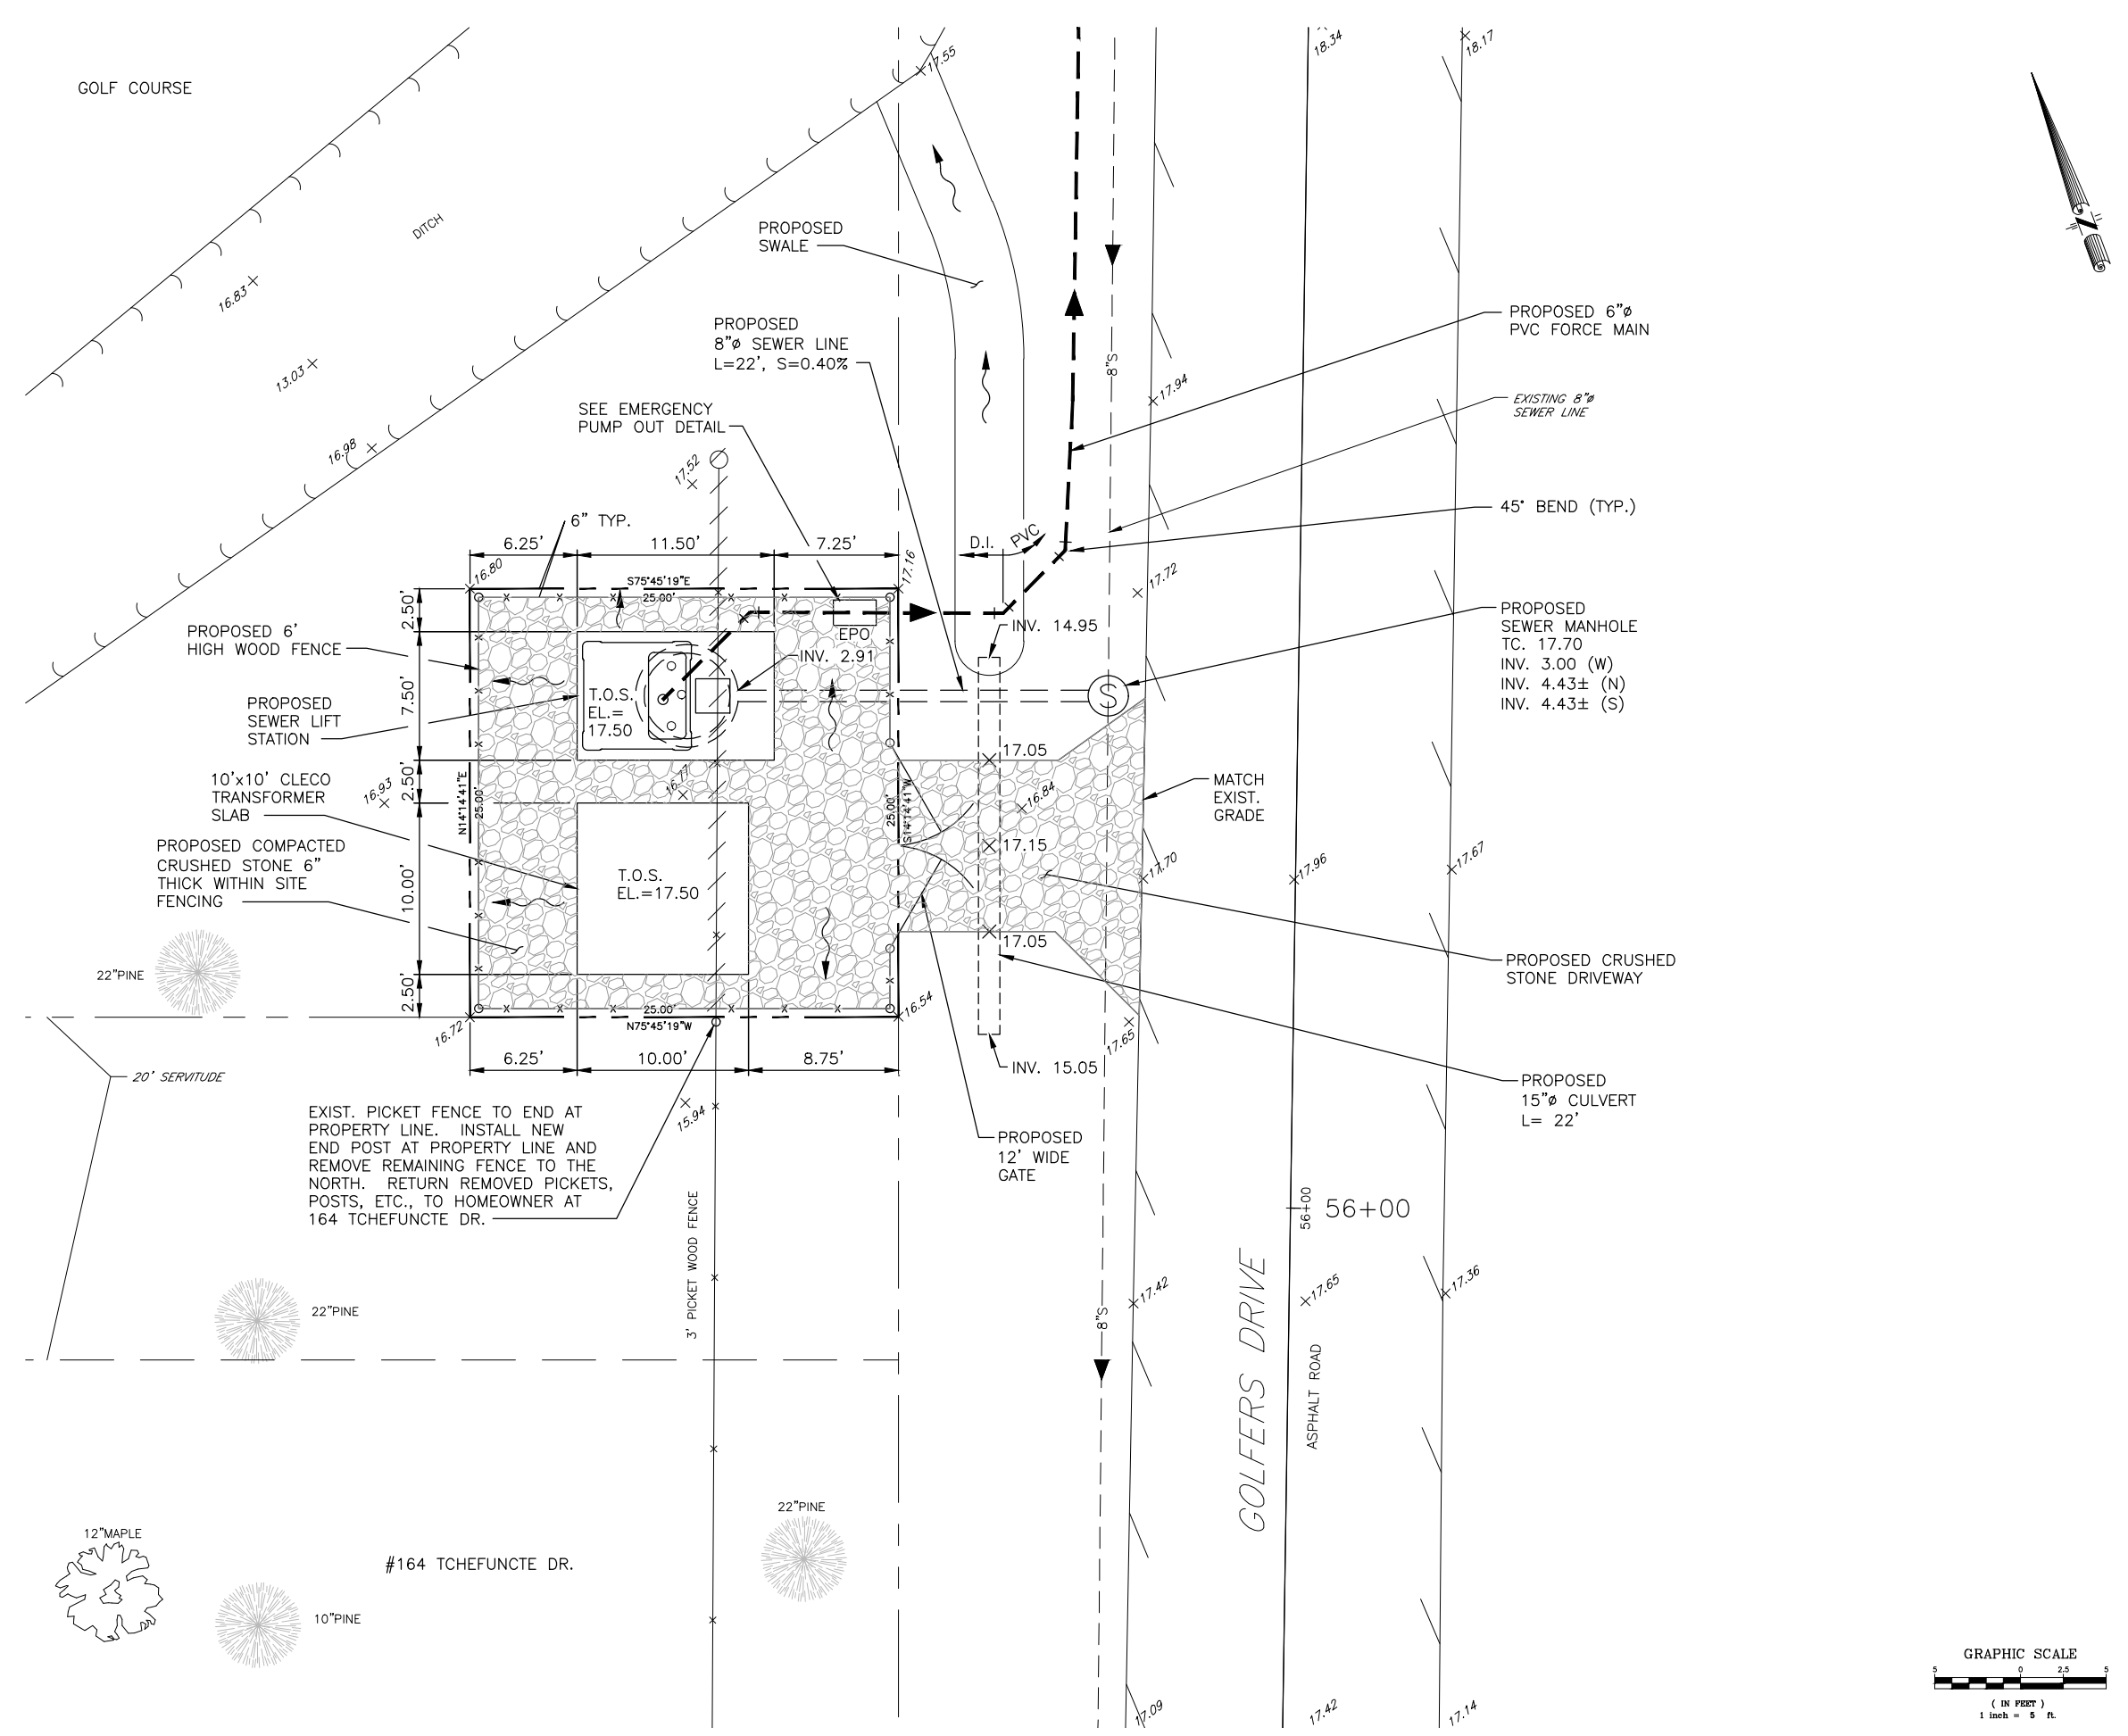 GOLF COURSE
DITCH
16.83
13.03
16.98
17.55
18.34
18.17
PROPOSED
SWALE
PROPOSED
8"ø SEWER LINE
L=22', S=0.40%
SEE EMERGENCY
PUMP OUT DETAIL
17.52
6" TYP.
8"S
17.94
PROPOSED 6"ø
PVC FORCE MAIN
EXISTING 8"ø
SEWER LINE
45° BEND (TYP.)
D.I.
PVC
17.72
6.25'
11.50'
7.25'
16.80
17.16
S75°45'19"E
25.00'
2.50'
7.50'
2.50'
10.00'
2.50'
PROPOSED 6'
HIGH WOOD FENCE
PROPOSED
SEWER LIFT
STATION
10'x10' CLECO
TRANSFORMER
SLAB
16.93
PROPOSED COMPACTED
CRUSHED STONE 6"
THICK WITHIN SITE
FENCING
N14°14'41"E
25.00'
EPO
INV. 2.91
T.O.S.
EL.=
17.50
16.77
T.O.S.
EL.=17.50
25.00'
S14°14'41"W
INV. 14.95
S
17.05
16.84
17.15
17.05
PROPOSED
SEWER MANHOLE
TC. 17.70
INV. 3.00 (W)
INV. 4.43± (N)
INV. 4.43± (S)
MATCH
EXIST.
GRADE
17.70
17.96
17.67
PROPOSED CRUSHED
STONE DRIVEWAY
22"PINE
16.72
25.00'
N75°45'19"W
16.54
17.65
6.25'
10.00'
8.75'
INV. 15.05
20' SERVITUDE
15.94
PROPOSED
15"ø CULVERT
L= 22'
EXIST. PICKET FENCE TO END AT
PROPERTY LINE. INSTALL NEW
END POST AT PROPERTY LINE AND
REMOVE REMAINING FENCE TO THE
NORTH. RETURN REMOVED PICKETS,
POSTS, ETC., TO HOMEOWNER AT
164 TCHEFUNCTE DR.
PROPOSED
12' WIDE
GATE
3' PICKET WOOD FENCE
56+00
56+00
22"PINE
8"S
17.42
17.65
17.36
GOLFERS DRIVE
ASPHALT ROAD
22"PINE
12"MAPLE
#164 TCHEFUNCTE DR.
10"PINE
17.09
17.42
17.14
N
GRAPHIC SCALE
5 0 2.5 5
( IN FEET )
1 inch = 5 ft.